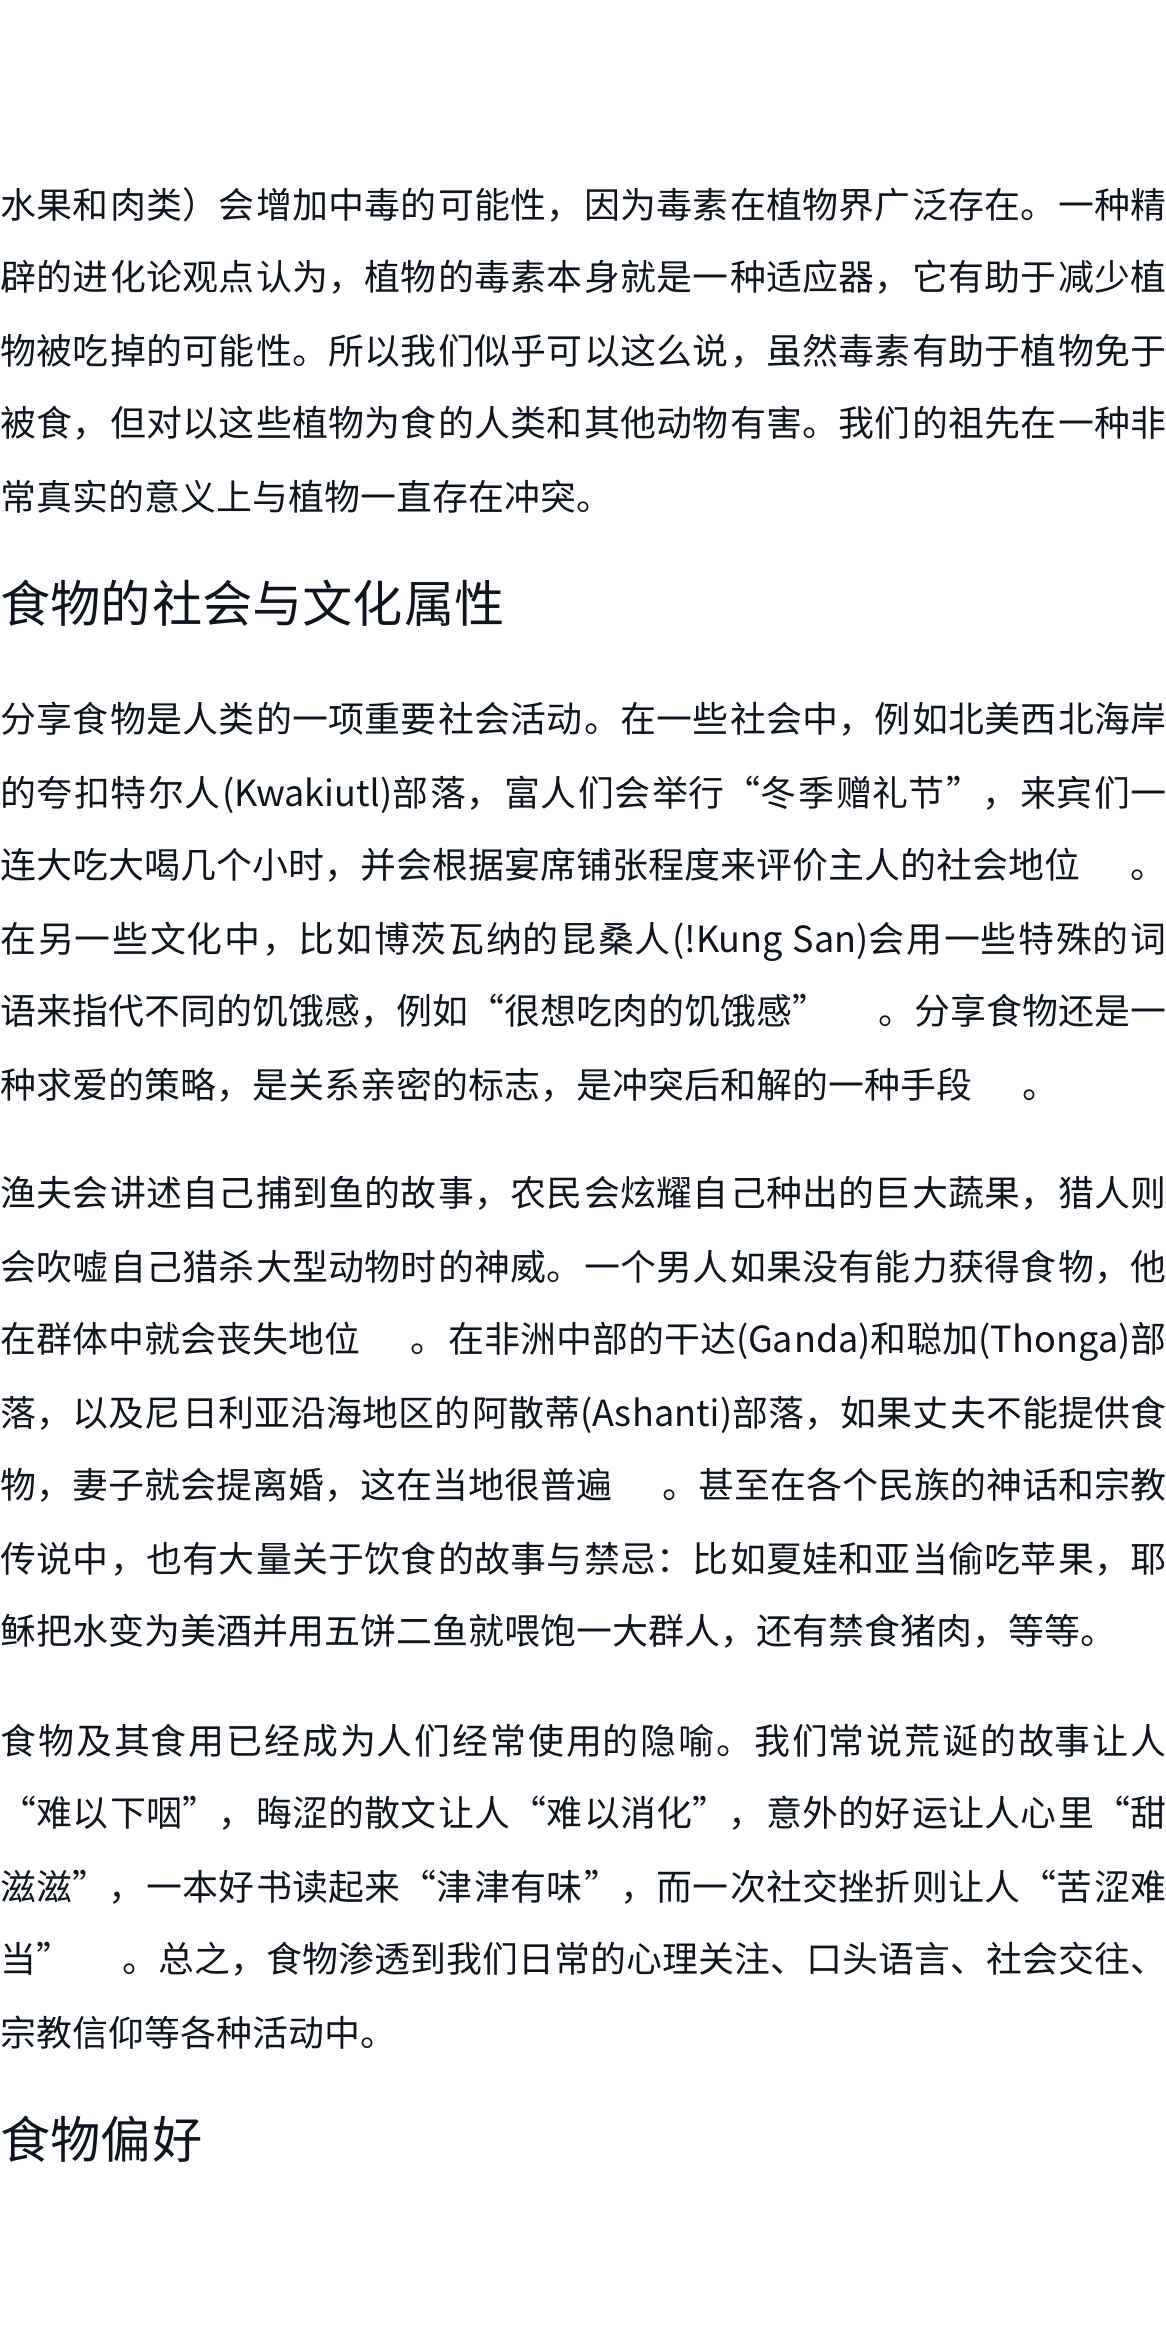 水果和肉类）会增加中毒的可能性，因为毒素在植物界广泛存在。一种精
辟的进化论观点认为，植物的毒素本身就是一种适应器，它有助于减少植
物被吃掉的可能性。所以我们似乎可以这么说，虽然毒素有助于植物免于
被食，但对以这些植物为食的人类和其他动物有害。我们的祖先在一种非
常真实的意义上与植物一直存在冲突。
食物的社会与文化属性
分享食物是人类的一项重要社会活动。在一些社会中，例如北美西北海岸
的夸扣特尔人(Kwakiutl)部落，富人们会举行“冬季赠礼节”，来宾们一
连大吃大喝几个小时，并会根据宴席铺张程度来评价主人的社会地位 。
在另一些文化中，比如博茨瓦纳的昆桑人(!Kung San)会用一些特殊的词
语来指代不同的饥饿感，例如“很想吃肉的饥饿感” 。分享食物还是一
种求爱的策略，是关系亲密的标志，是冲突后和解的一种手段 。
渔夫会讲述自己捕到鱼的故事，农民会炫耀自己种出的巨大蔬果，猎人则
会吹嘘自己猎杀大型动物时的神威。一个男人如果没有能力获得食物，他
在群体中就会丧失地位 。在非洲中部的干达(Ganda)和聪加(Thonga)部
落，以及尼日利亚沿海地区的阿散蒂(Ashanti)部落，如果丈夫不能提供食
物，妻子就会提离婚，这在当地很普遍 。甚至在各个民族的神话和宗教
传说中，也有大量关于饮食的故事与禁忌：比如夏娃和亚当偷吃苹果，耶
稣把水变为美酒并用五饼二鱼就喂饱一大群人，还有禁食猪肉，等等。
食物及其食用已经成为人们经常使用的隐喻。我们常说荒诞的故事让人
“难以下咽”，晦涩的散文让人“难以消化”，意外的好运让人心里“甜
滋滋”，一本好书读起来“津津有味”，而一次社交挫折则让人“苦涩难
当” 。总之，食物渗透到我们日常的心理关注、口头语言、社会交往、
宗教信仰等各种活动中。
食物偏好